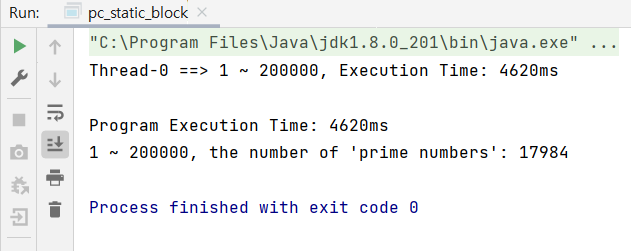 Run: pc_static_block ×
"C:\Program Files\Java\jdk1.8.0_201\bin\java.exe" ...
Thread-0 ==> 1 ~ 200000, Execution Time: 4620ms
Program Execution Time: 4620ms
1 ~ 200000, the number of 'prime numbers': 17984
Process finished with exit code 0